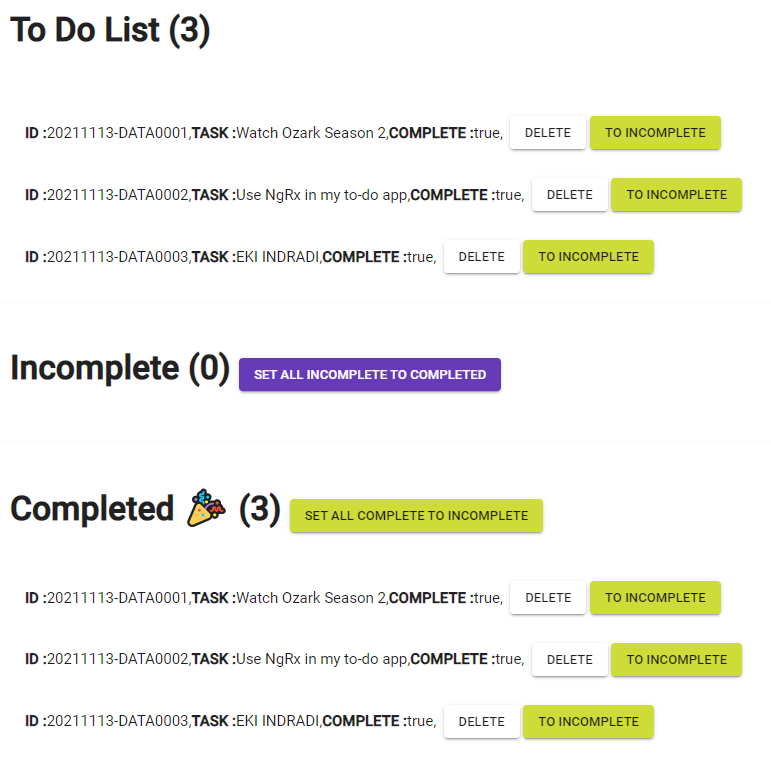 To Do List (3)
ID :20211113-DATA0001,TASK :Watch Ozark Season 2,COMPLETE :true, DELETE TO INCOMPLETE
ID :20211113-DATA0002,TASK :Use NgRx in my to-do app,COMPLETE :true, DELETE TO INCOMPLETE
ID :20211113-DATA0003,TASK :EKI INDRADI,COMPLETE :true, DELETE TO INCOMPLETE
Incomplete (0) SET ALL INCOMPLETE TO COMPLETED
Completed 🎉 (3) SET ALL COMPLETE TO INCOMPLETE
ID :20211113-DATA0001,TASK :Watch Ozark Season 2,COMPLETE :true, DELETE TO INCOMPLETE
ID :20211113-DATA0002,TASK :Use NgRx in my to-do app,COMPLETE :true, DELETE TO INCOMPLETE
ID :20211113-DATA0003,TASK :EKI INDRADI,COMPLETE :true, DELETE TO INCOMPLETE